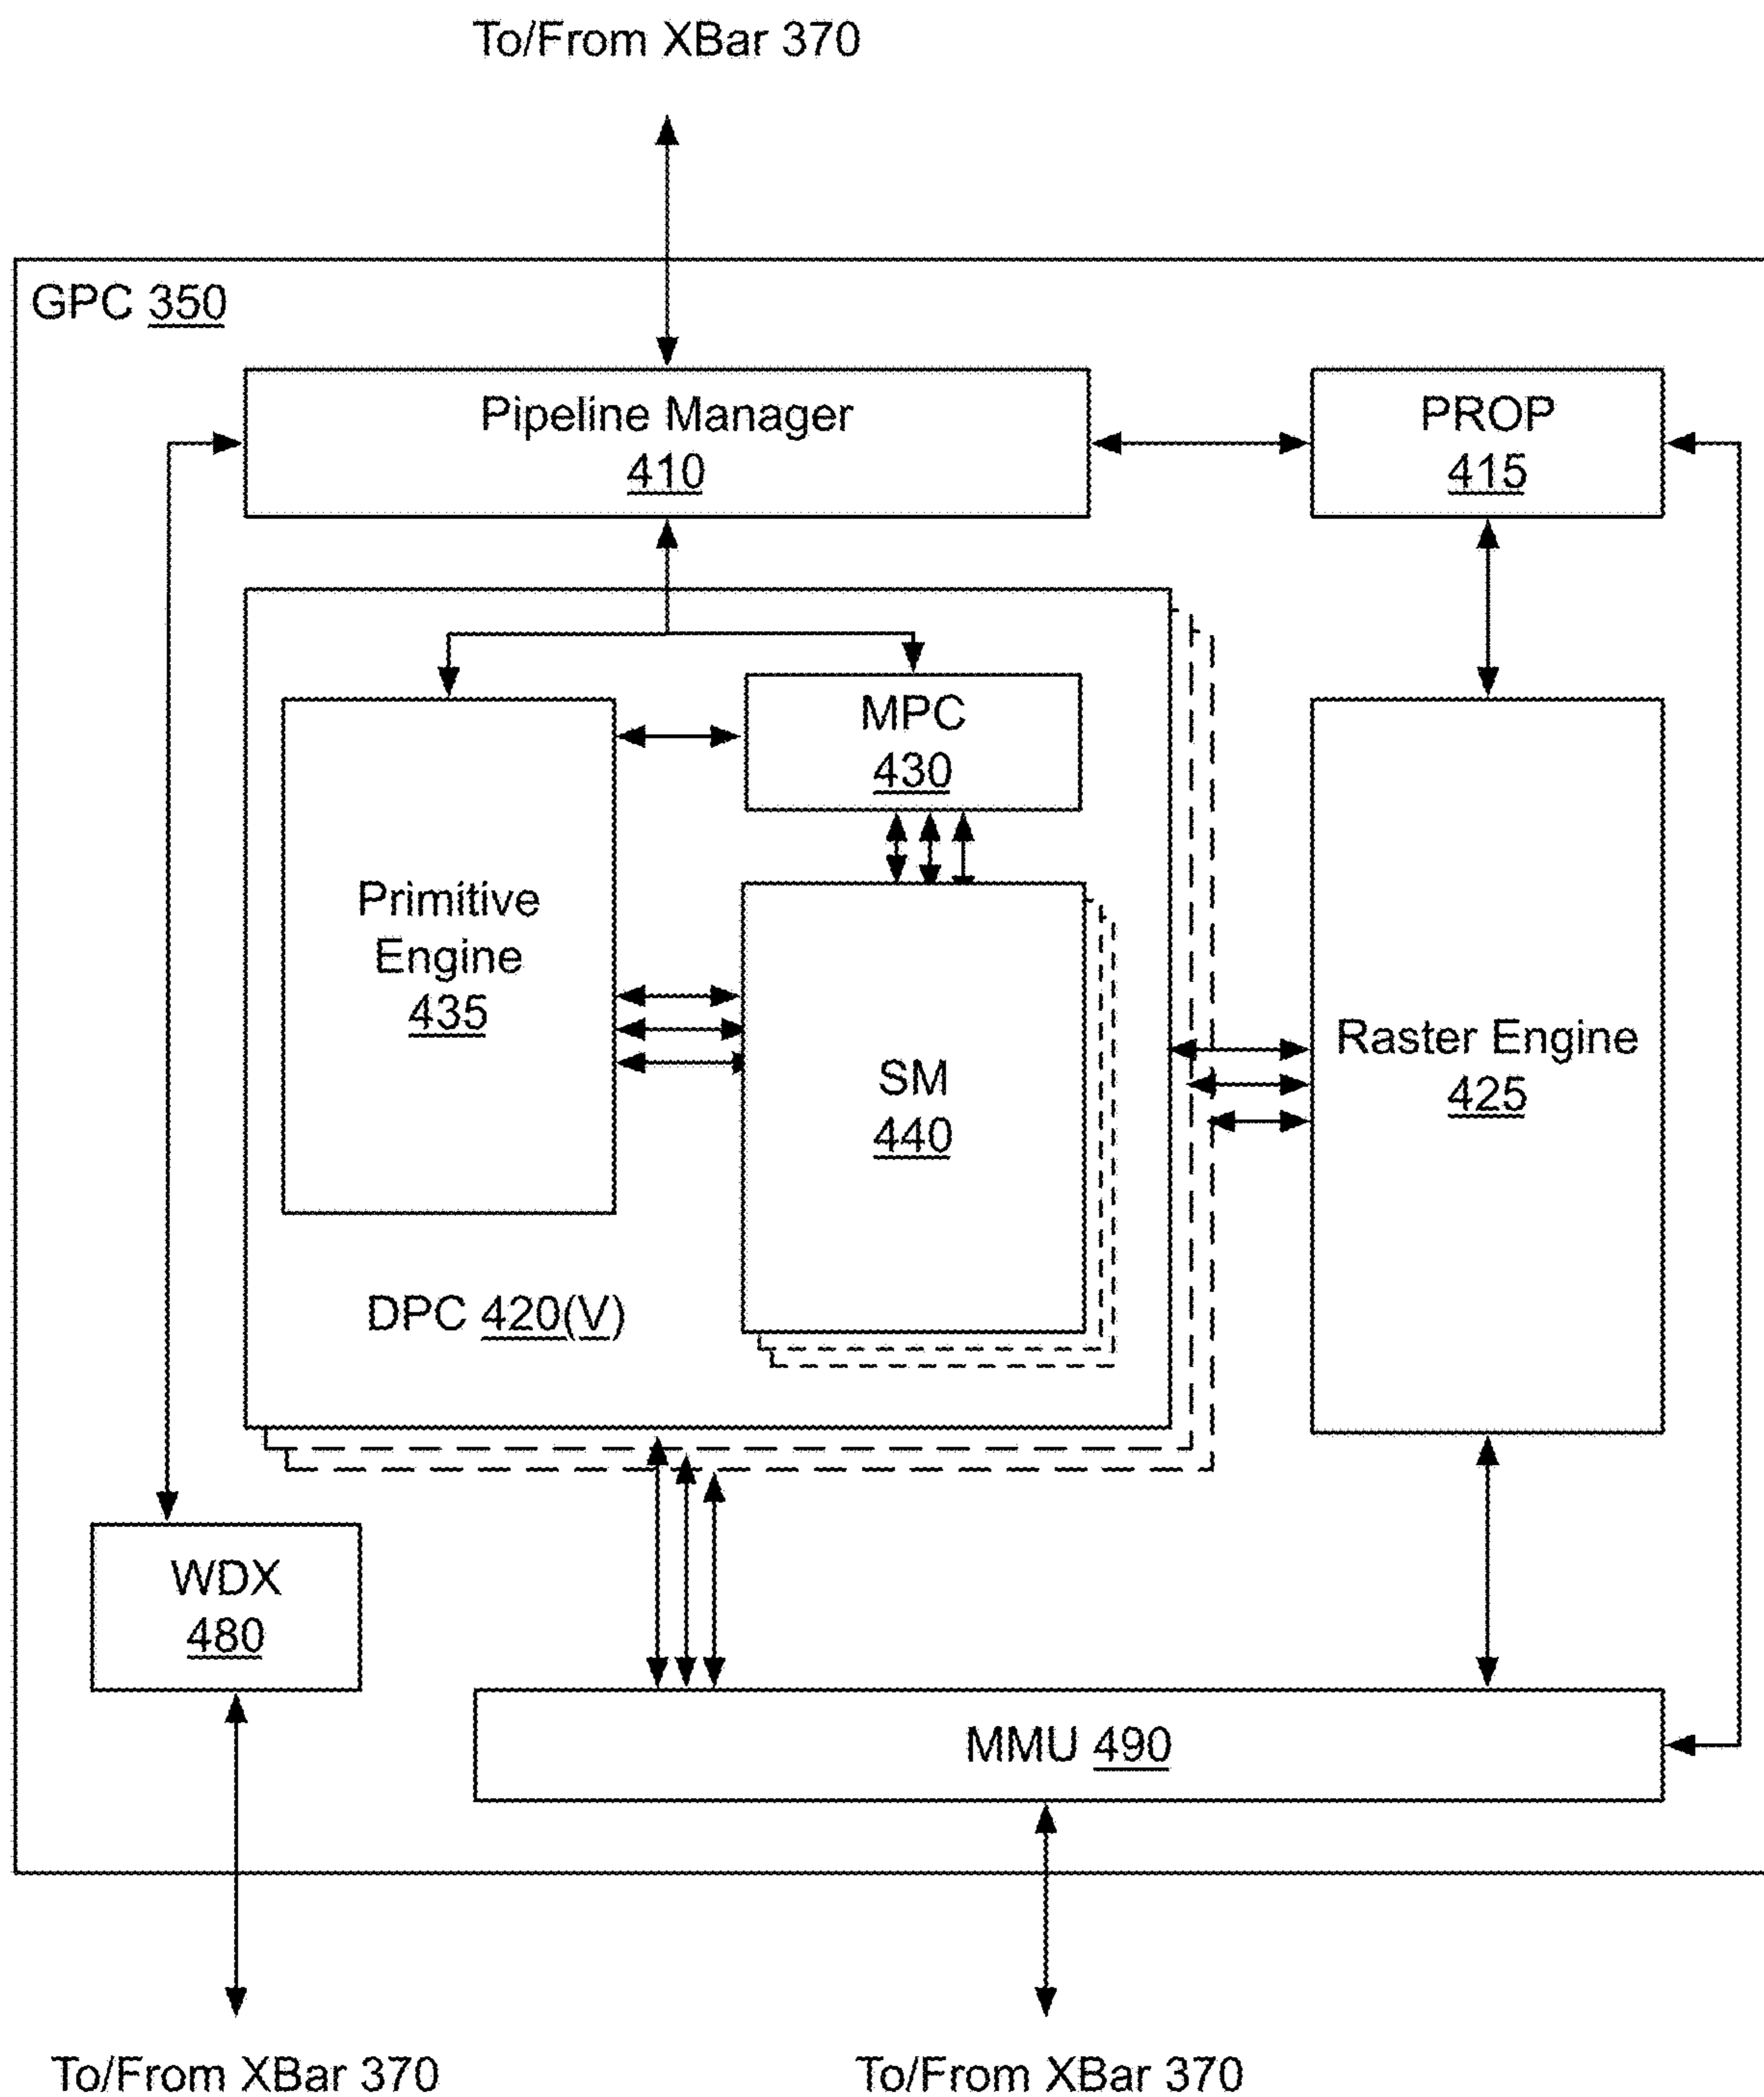 To/From XBar 370
GPC 350
Pipeline Manager
410
PROP
415
MPC
430
Primitive
Engine
435
SM
440
Raster Engine
425
DPC 420(V)
WDX
480
MMU 490
To/From XBar 370
To/From XBar 370